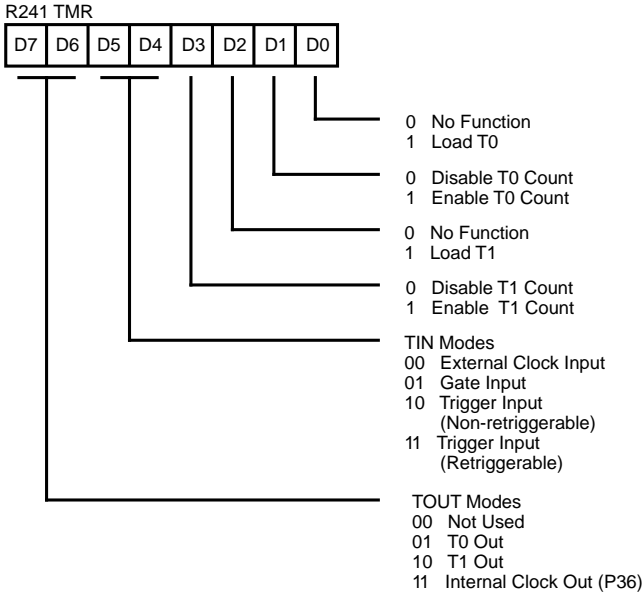 R241 TMR
D7 D6 D5 D4 D3 D2 D1 D0
0 No Function
1 Load T0
0 Disable T0 Count
1 Enable T0 Count
0 No Function
1 Load T1
0 Disable T1 Count
1 Enable T1 Count
TIN Modes
00 External Clock Input
01 Gate Input
10 Trigger Input
(Non-retriggerable)
11 Trigger Input
(Retriggerable)
TOUT Modes
00 Not Used
01 T0 Out
10 T1 Out
11 Internal Clock Out (P36)